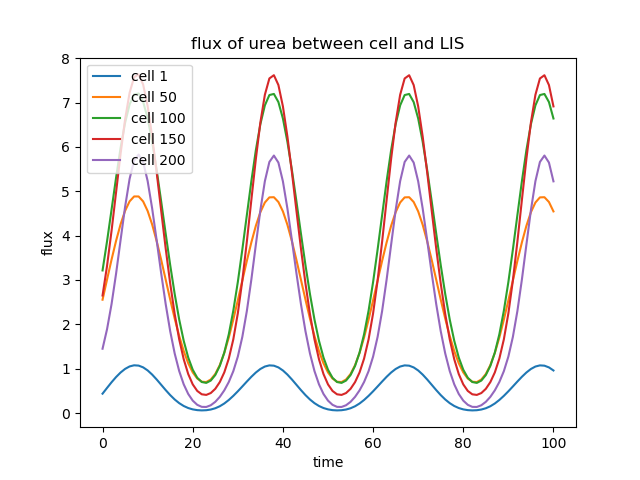 flux of urea between cell and LIS
cell 1
cell 50
cell 100
cell 150
cell 200
8
7
6
5
4
3
2
1
0
flux
0 20 40 60 80 100
time